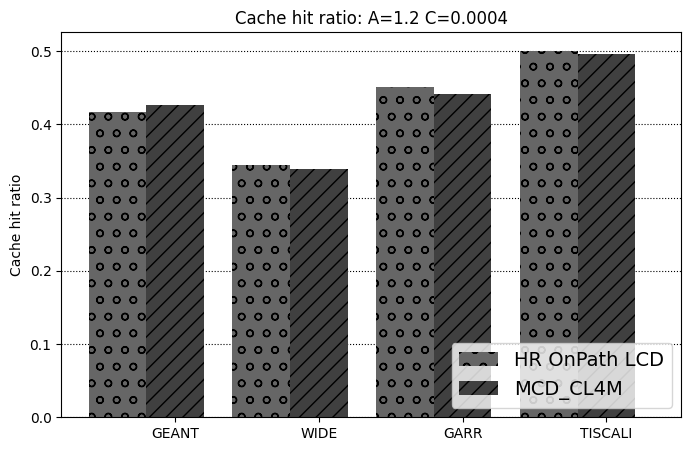 Cache hit ratio: A=1.2 C=0.0004
Cache hit ratio
0.5
0.4
0.3
0.2
0.1
0.0
HR OnPath LCD
MCD_CL4M
GEANT
WIDE
GARR
TISCALI